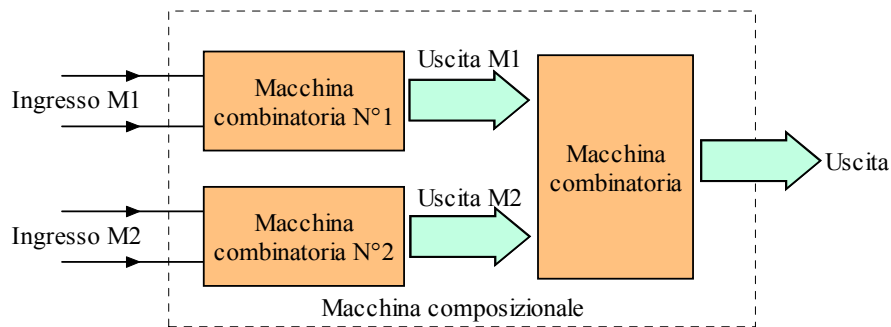 Ingresso M1
Macchina
combinatoria N°1
Uscita M1
Ingresso M2
Macchina
combinatoria N°2
Uscita M2
Macchina
combinatoria
Uscita
Macchina composizionale